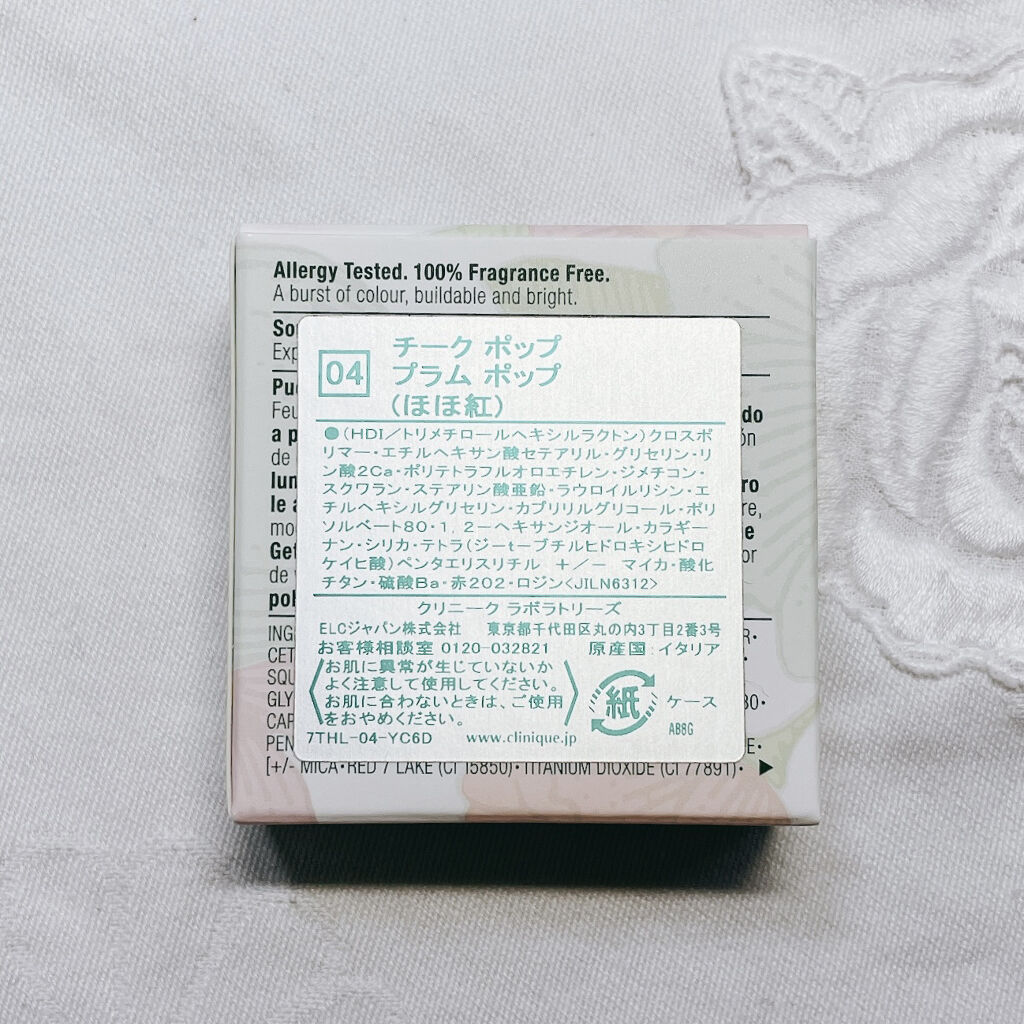 Allergy Tested. 100% Fragrance Free.
A burst of colour, buildable and bright.
04
チーク ポップ
プラム ポップ
(ほほ紅)
●(HDI/トリメチロールヘキシルラクトン)クロスポ
リマー・エチルヘキサン酸セテアリル・グリセリン・リ
ン酸2Ca・ポリテトラフルオロエチレン・ジメチコン・
スクワラン・ステアリン酸亜鉛・ラウロイルリシン・エ
チルヘキシルグリセリン・カプリリルグリコール・ポリ
ソルベート80・1,2-ヘキサンジオール・カラギー
ナン・シリカ・テトラ(ジ-t-ブチルヒドロキシヒドロ
ケイヒ酸)ペンタエリスリチル +/- マイカ・酸化
チタン・硫酸Ba・赤202・ロジン<JILN6312>
クリニーク ラボラトリーズ
ELCジャパン株式会社 東京都千代田区丸の内3丁目2番3号
お客様相談室 0120-032821 原産国:イタリア
お肌に異常が生じていないか
よく注意して使用してください。
お肌に合わないときは、ご使用
をおやめください。
紙 ケース
7THL-04-YC6D www.clinique.jp AB8G
[+/- MICA•RED 7 LAKE (CI 15850)•TITANIUM DIOXIDE (CI 77891)•